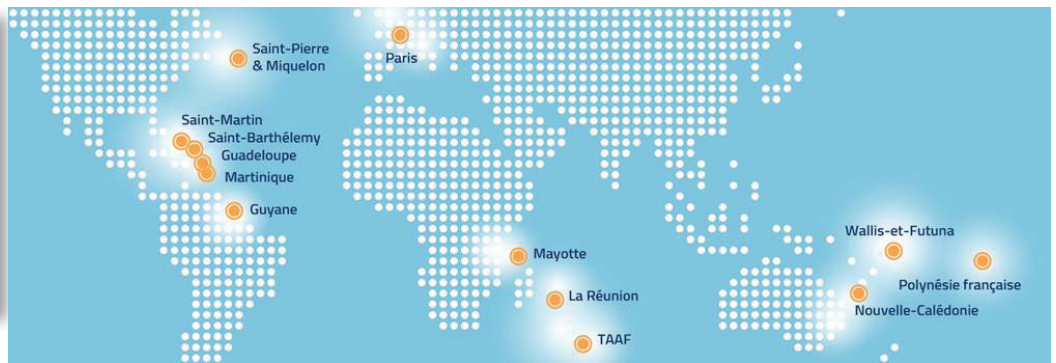 Saint-Pierre
& Miquelon
Paris
Saint-Martin
Saint-Barthélemy
Guadeloupe
Martinique
Guyane
Mayotte
La Réunion
TAAF
Wallis-et-Futuna
Polynésie française
Nouvelle-Calédonie